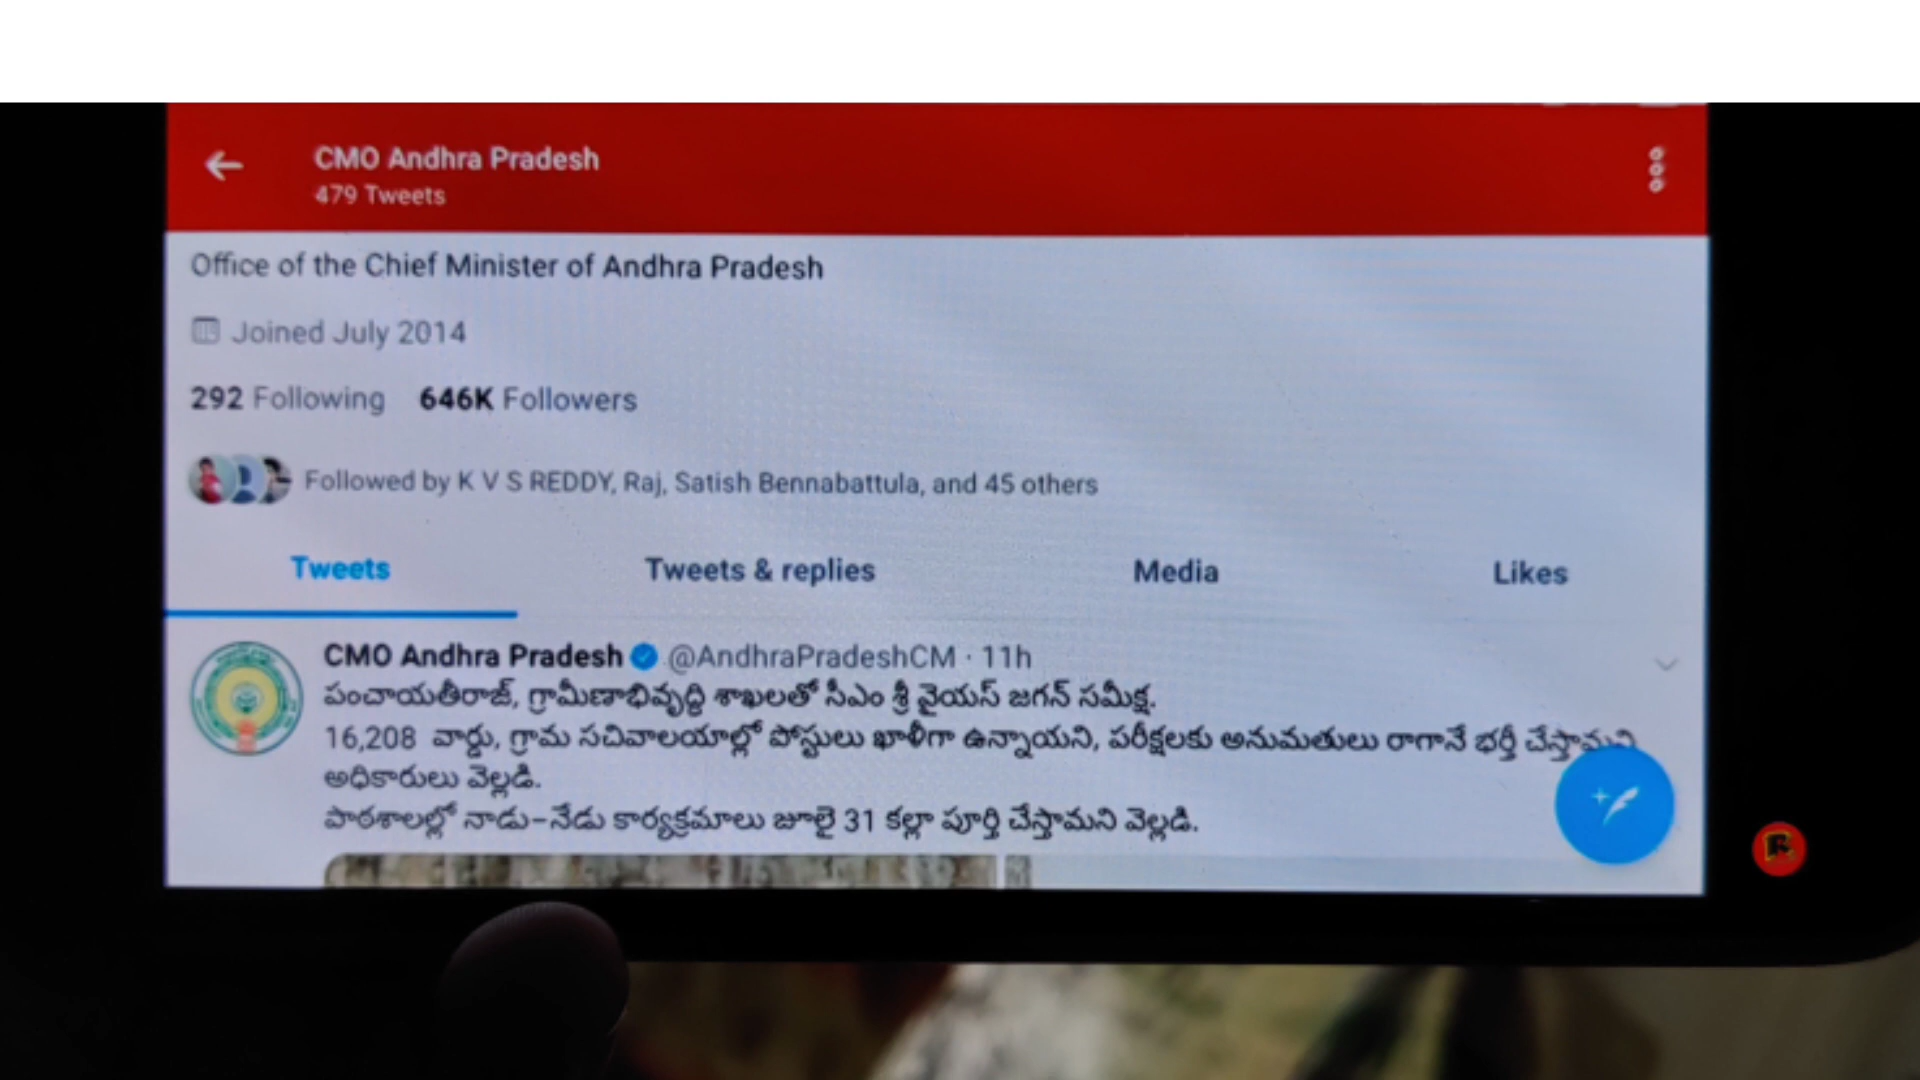 CMO Andhra Pradesh
479 Tweets
Office of the Chief Minister of Andhra Pradesh
Joined July 2014
292 Following 646K Followers
Followed by K V S REDDY, Raj, Satish Bennabattula, and 45 others
Tweets Tweets & replies Media Likes
CMO Andhra Pradesh @AndhraPradeshCM · 11h
పంచాయతీరాజ్, గ్రామీణాభివృద్ధి శాఖలతో సీఎం శ్రీ వైయస్ జగన్ సమీక్ష.
16,208 వార్డు, గ్రామ సచివాలయాల్లో పోస్టులు ఖాళీగా ఉన్నాయని, పరీక్షలకు అనుమతులు రాగానే భర్తీ చేస్తామని
అధికారులు వెల్లడి.
పాఠశాలల్లో నాడు-నేడు కార్యక్రమాలు జూలై 31 కల్లా పూర్తి చేస్తామని వెల్లడి.